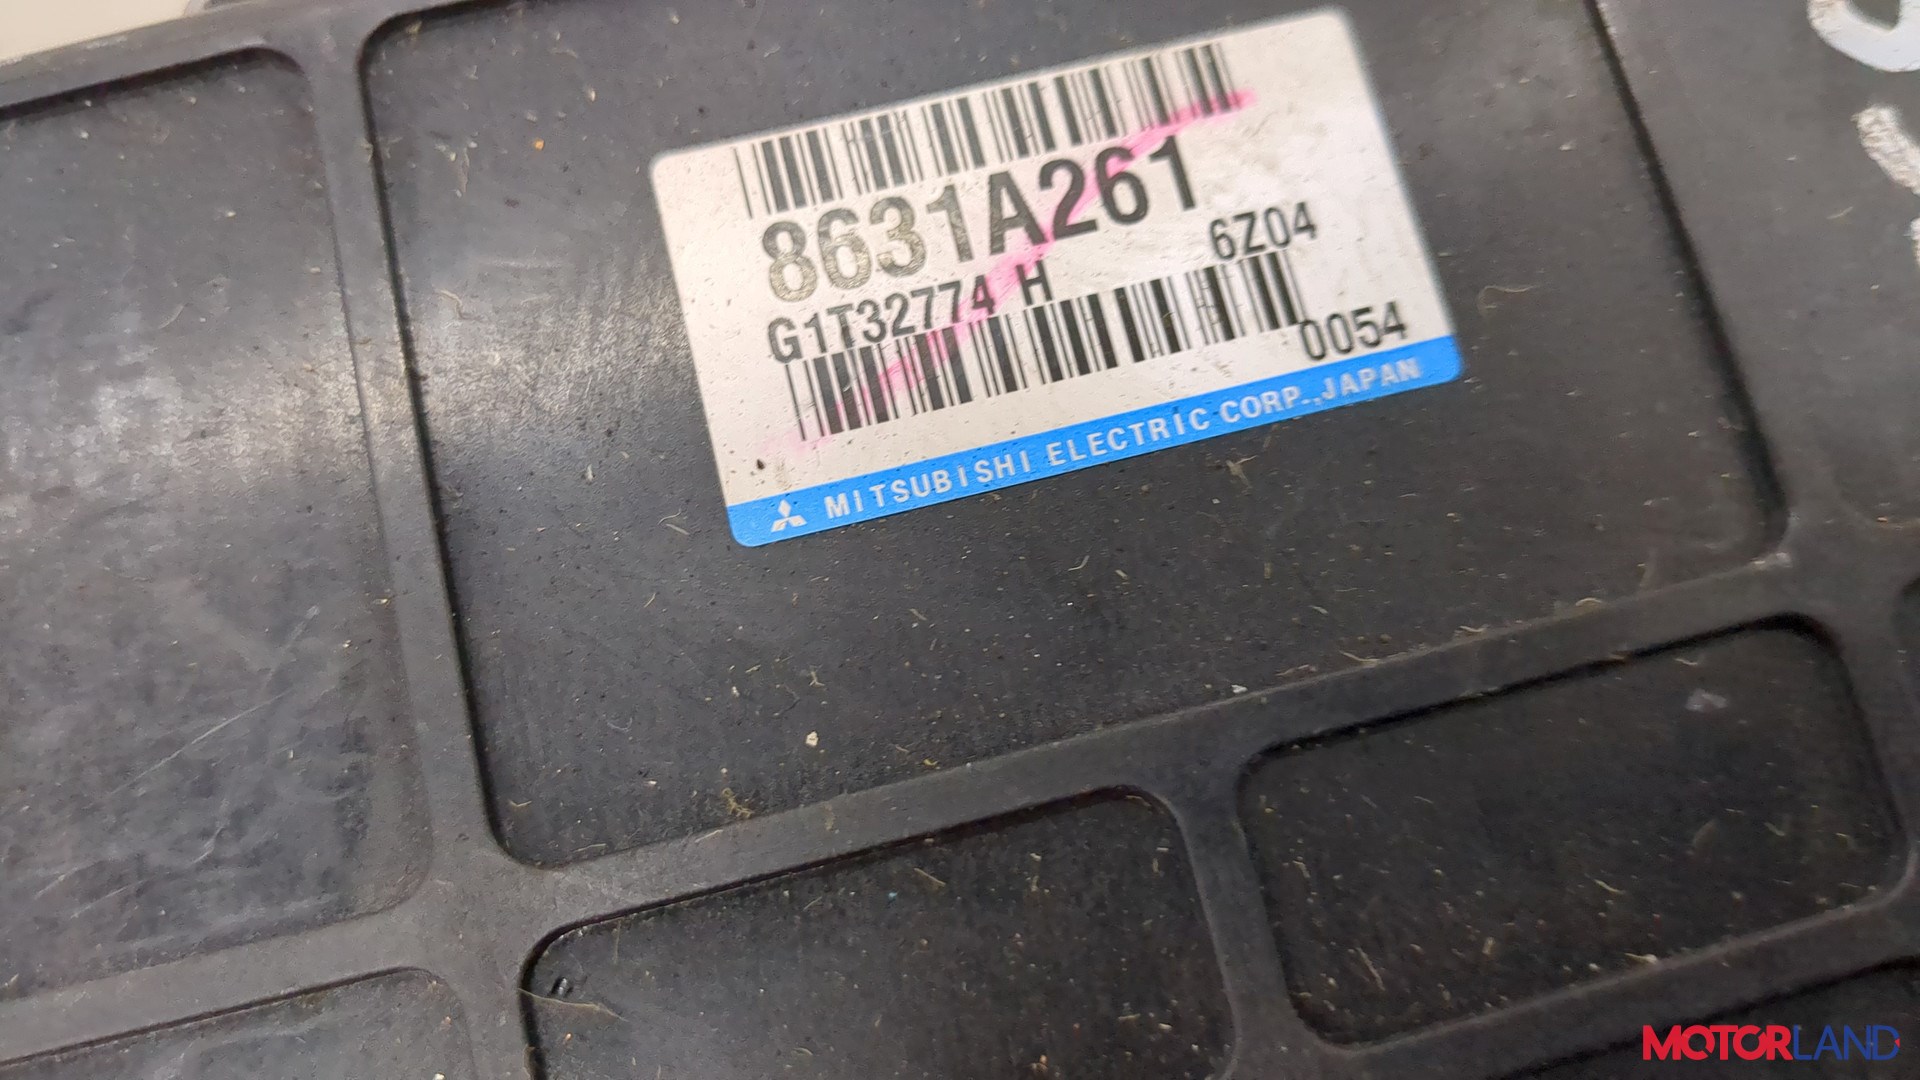 8631A261
G1T32774 H 6Z04
0054
MITSUBISHI ELECTRIC CORP.,JAPAN
MOTORLAND